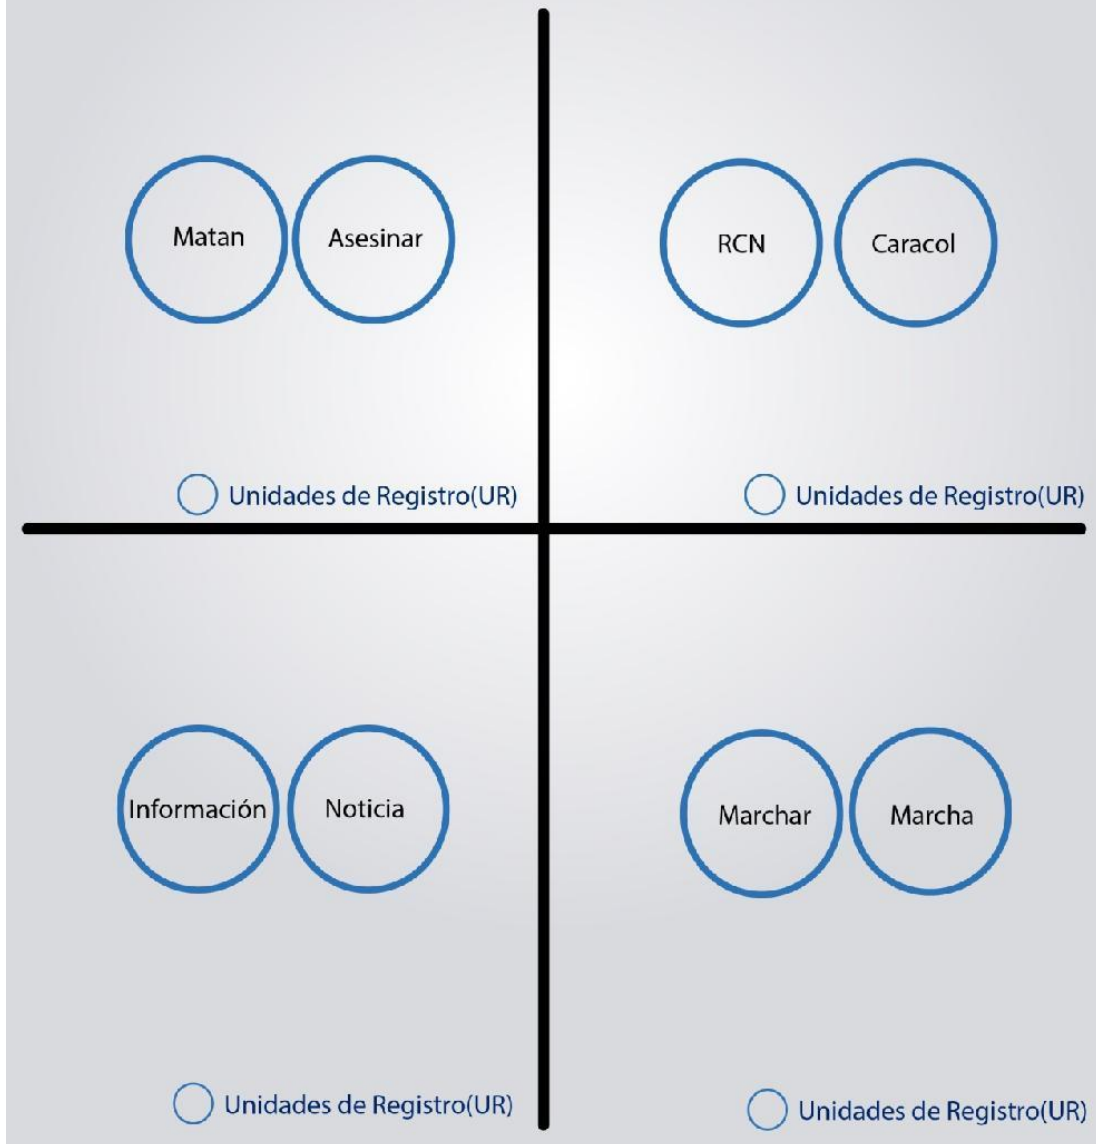 Matan
Asesinar
RCN
Caracol
Unidades de Registro(UR)
Unidades de Registro(UR)
Información
Noticia
Marchar
Marcha
Unidades de Registro(UR)
Unidades de Registro(UR)